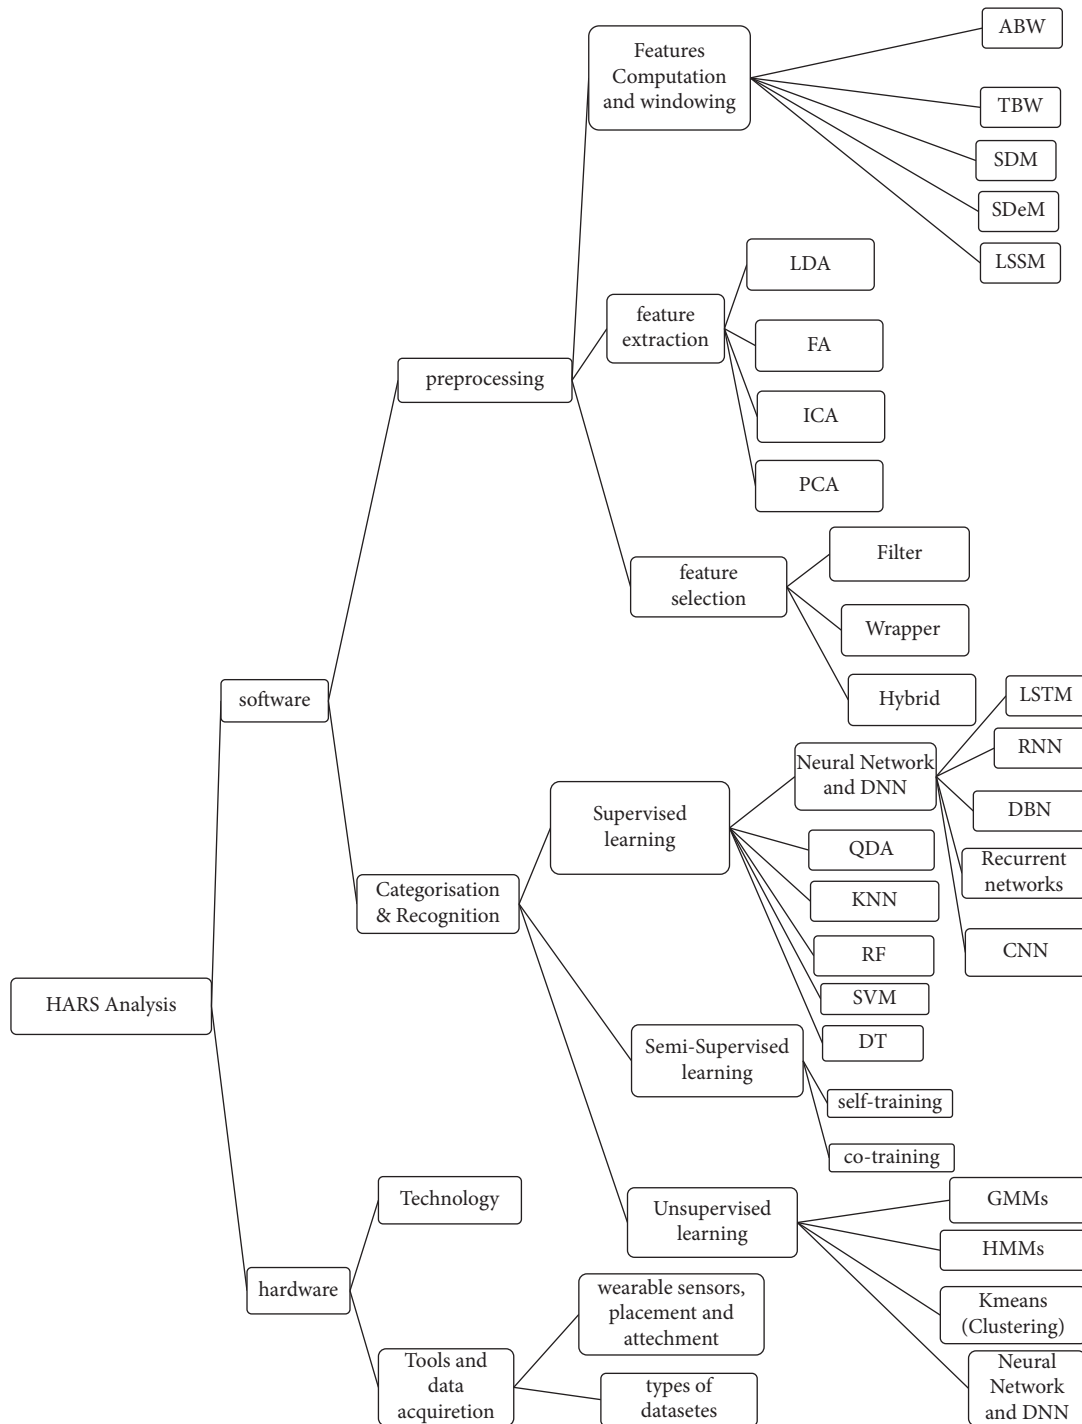 HARS Analysis
software
preprocessing
Features
Computation
and windowing
ABW
TBW
SDM
SDeM
LSSM
feature
extraction
LDA
FA
ICA
PCA
feature
selection
Filter
Wrapper
Hybrid
Categorisation
& Recognition
Supervised
learning
Neural Network
and DNN
LSTM
RNN
DBN
Recurrent
networks
CNN
QDA
KNN
RF
SVM
DT
Semi-Supervised
learning
self-training
co-training
Unsupervised
learning
GMMs
HMMs
Kmeans
(Clustering)
Neural
Network
and DNN
hardware
Technology
Tools and
data
acquiretion
wearable sensors,
placement and
attechment
types of
datasetes